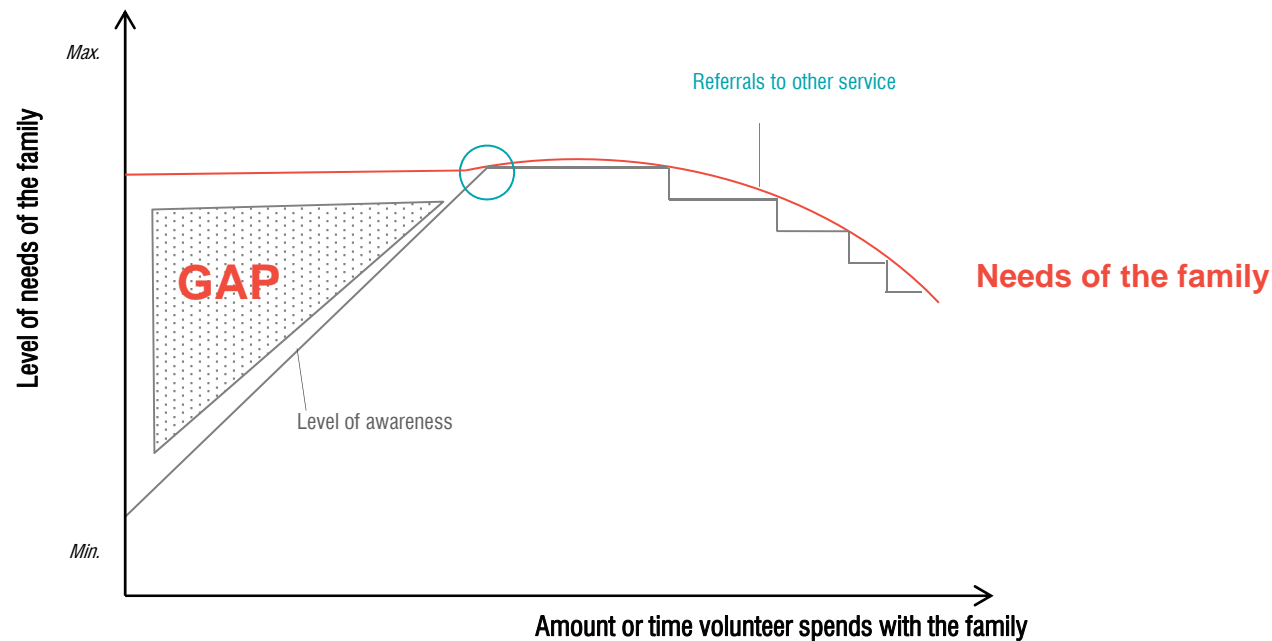 Max.
Referrals to other service
Level of needs of the family
GAP
Needs of the family
Level of awareness
Min.
Amount or time volunteer spends with the family